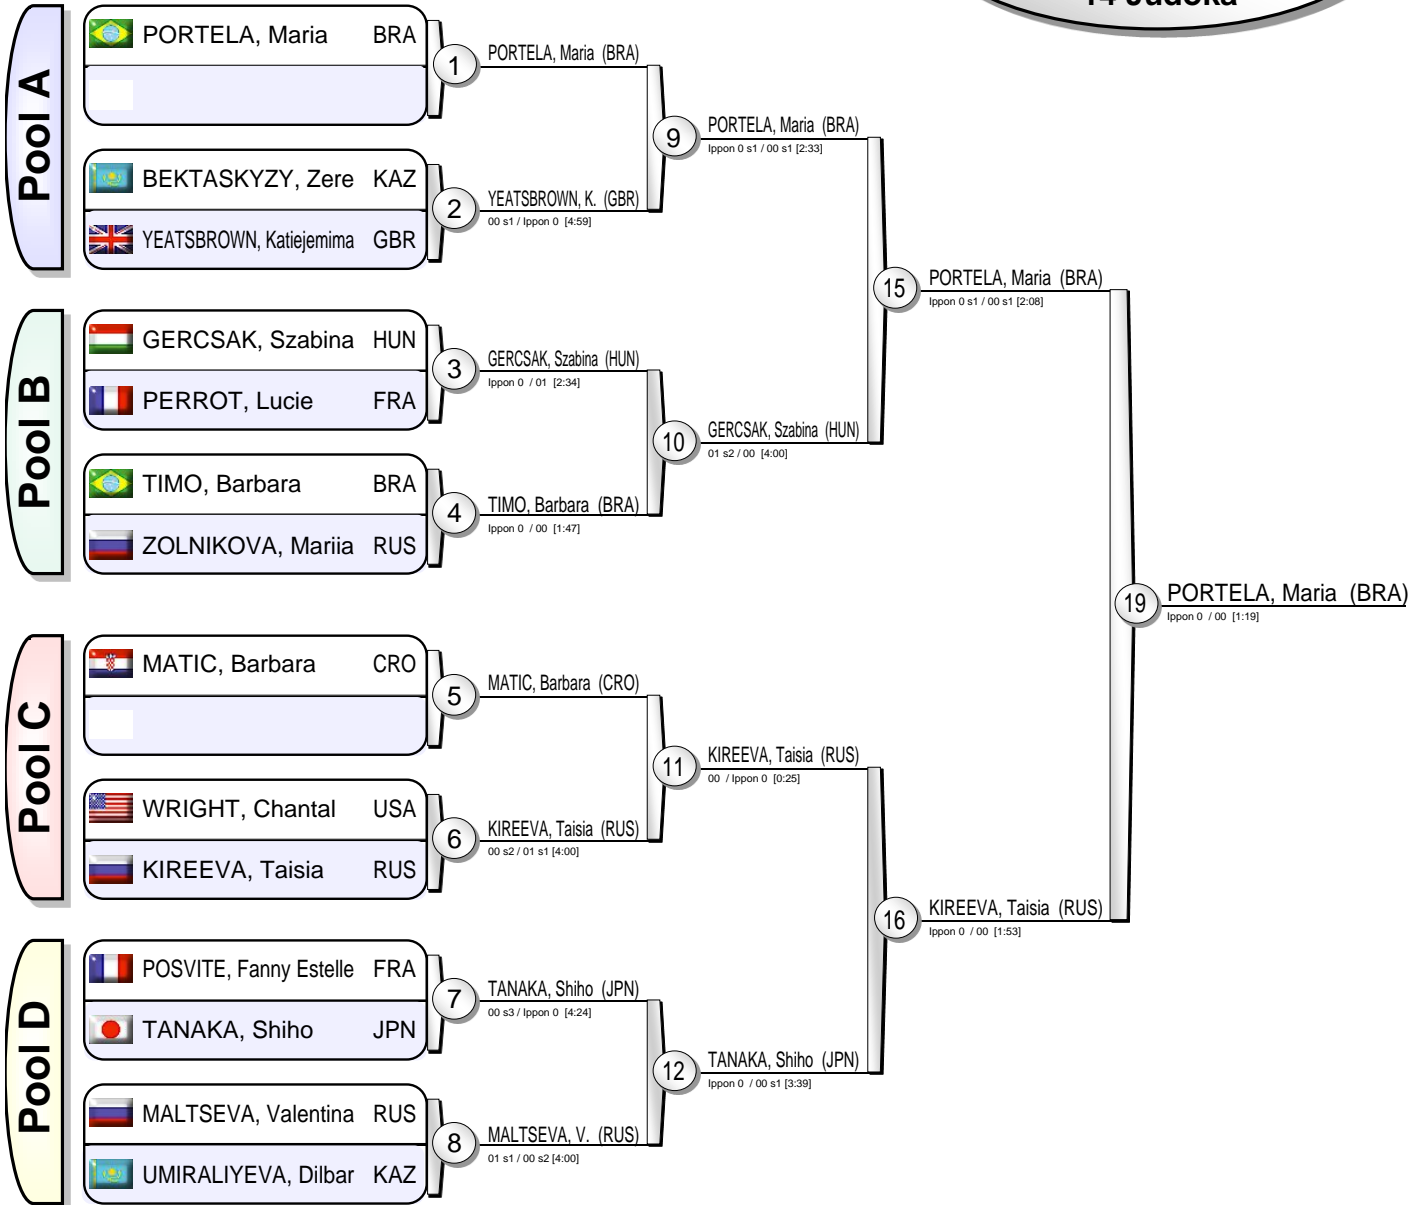 14 Judoka
Pool A
PORTELA, Maria BRA
BEKTASKYZY, Zere KAZ
YEATSBROWN, Katiejemima GBR
Pool B
GERCSAK, Szabina HUN
PERROT, Lucie FRA
TIMO, Barbara BRA
ZOLNIKOVA, Mariia RUS
Pool C
MATIC, Barbara CRO
WRIGHT, Chantal USA
KIREEVA, Taisia RUS
Pool D
POSVITE, Fanny Estelle FRA
TANAKA, Shiho JPN
MALTSEVA, Valentina RUS
UMIRALIYEVA, Dilbar KAZ
1
PORTELA, Maria (BRA)
2
YEATSBROWN, K. (GBR)
00 s1 / Ippon 0 [4:59]
3
GERCSAK, Szabina (HUN)
Ippon 0 / 01 [2:34]
4
TIMO, Barbara (BRA)
Ippon 0 / 00 [1:47]
5
MATIC, Barbara (CRO)
6
KIREEVA, Taisia (RUS)
00 s2 / 01 s1 [4:00]
7
TANAKA, Shiho (JPN)
00 s3 / Ippon 0 [4:24]
8
MALTSEVA, V. (RUS)
01 s1 / 00 s2 [4:00]
9
PORTELA, Maria (BRA)
Ippon 0 s1 / 00 s1 [2:33]
10
GERCSAK, Szabina (HUN)
01 s2 / 00 [4:00]
11
KIREEVA, Taisia (RUS)
00 / Ippon 0 [0:25]
12
TANAKA, Shiho (JPN)
Ippon 0 / 00 s1 [3:39]
15
PORTELA, Maria (BRA)
Ippon 0 s1 / 00 s1 [2:08]
16
KIREEVA, Taisia (RUS)
Ippon 0 / 00 [1:53]
19
PORTELA, Maria (BRA)
Ippon 0 / 00 [1:19]